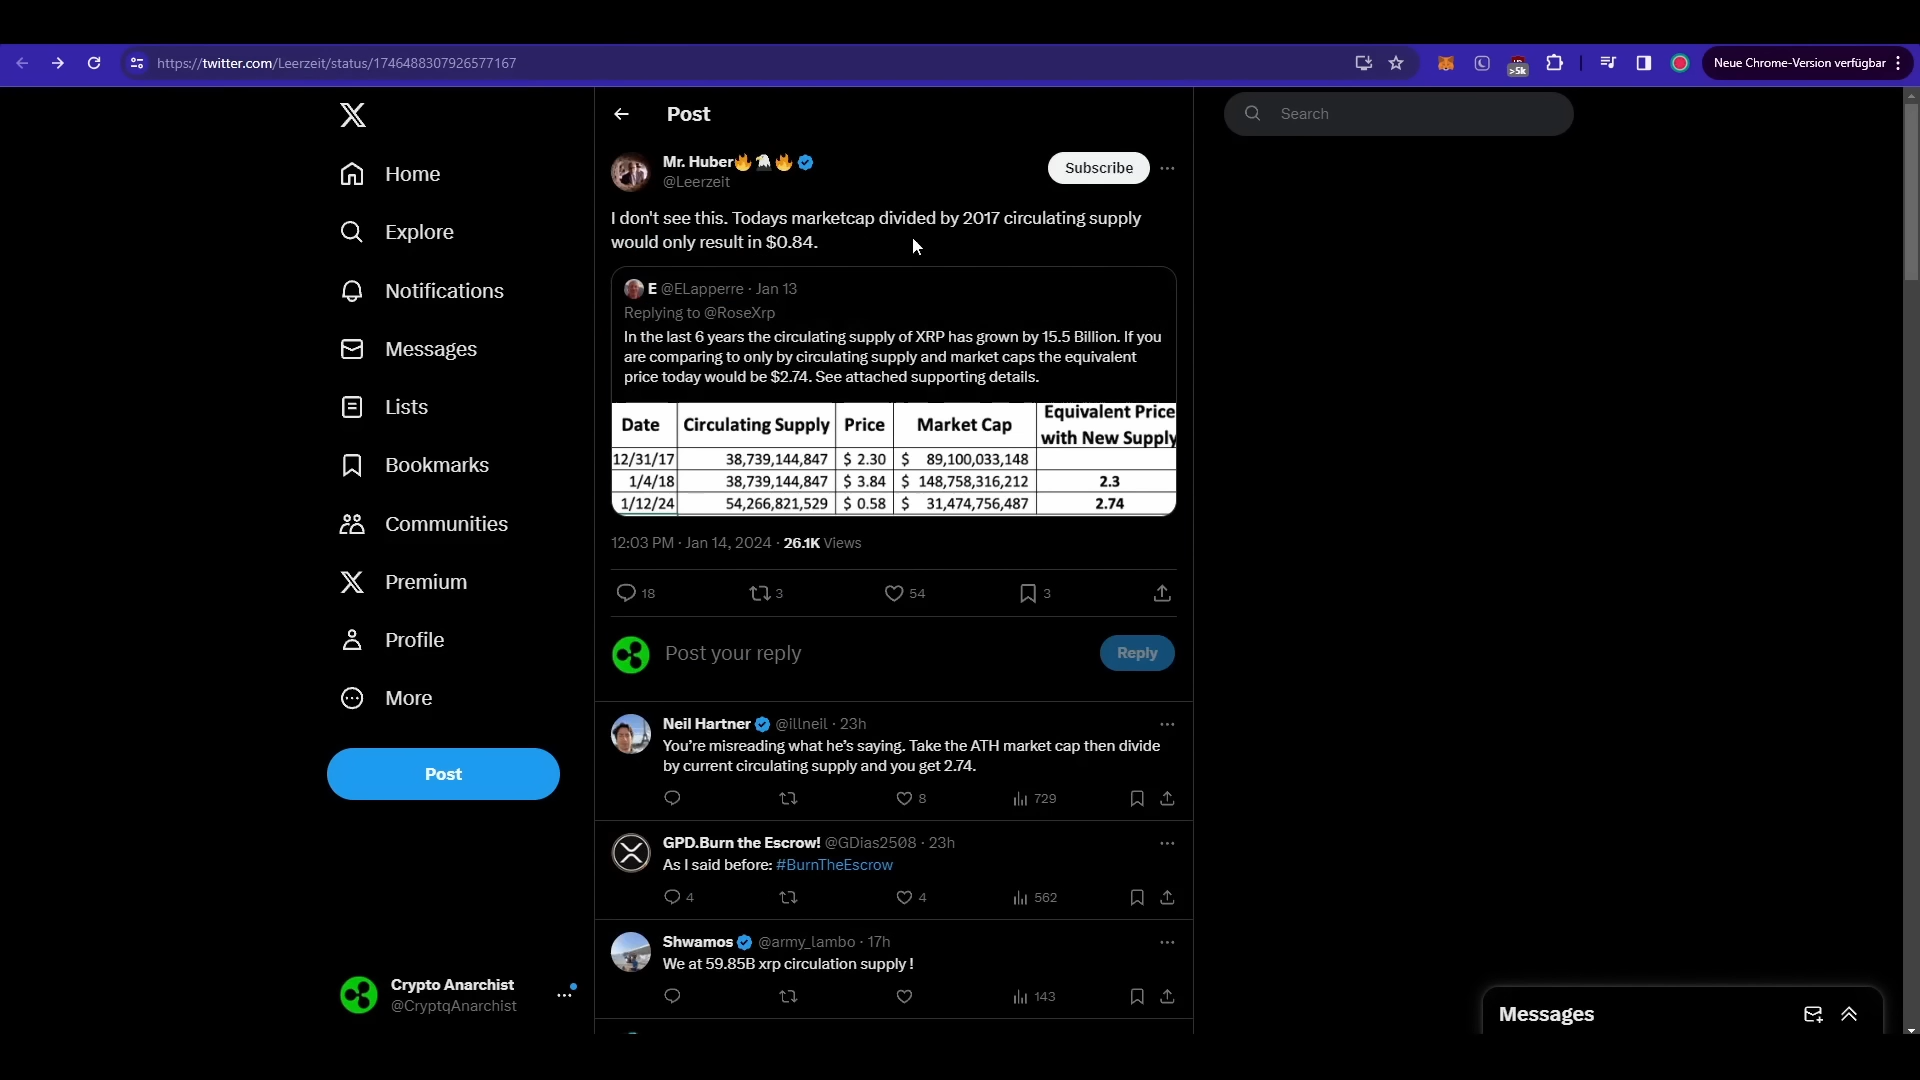 https://twitter.com/Leerzeit/status/1746488307926577167
>5k
Neue Chrome-Version verfügbar
Home
Explore
Notifications
Messages
Lists
Bookmarks
Communities
Premium
Profile
More
Post
Crypto Anarchist
@CryptqAnarchist
Post
Mr. Huber🔥🦅🔥
@Leerzeit
Subscribe
I don't see this. Todays marketcap divided by 2017 circulating supply
would only result in $0.84.
E @ELapperre · Jan 13
Replying to @RoseXrp
In the last 6 years the circulating supply of XRP has grown by 15.5 Billion. If you
are comparing to only by circulating supply and market caps the equivalent
price today would be $2.74. See attached supporting details.
Date Circulating Supply Price Market Cap Equivalent Price with New Supply
12/31/17 38,739,144,847 $ 2.30 $ 89,100,033,148
1/4/18 38,739,144,847 $ 3.84 $ 148,758,316,212 2.3
1/12/24 54,266,821,529 $ 0.58 $ 31,474,756,487 2.74
12:03 PM · Jan 14, 2024 · 26.1K Views
18 3 54 3
Post your reply
Reply
Neil Hartner @illneil · 23h
You're misreading what he's saying. Take the ATH market cap then divide
by current circulating supply and you get 2.74.
8 729
GPD.Burn the Escrow! @GDias2508 · 23h
As I said before: #BurnTheEscrow
4 4 562
Shwamos @army_lambo · 17h
We at 59.85B xrp circulation supply !
143
Search
Messages